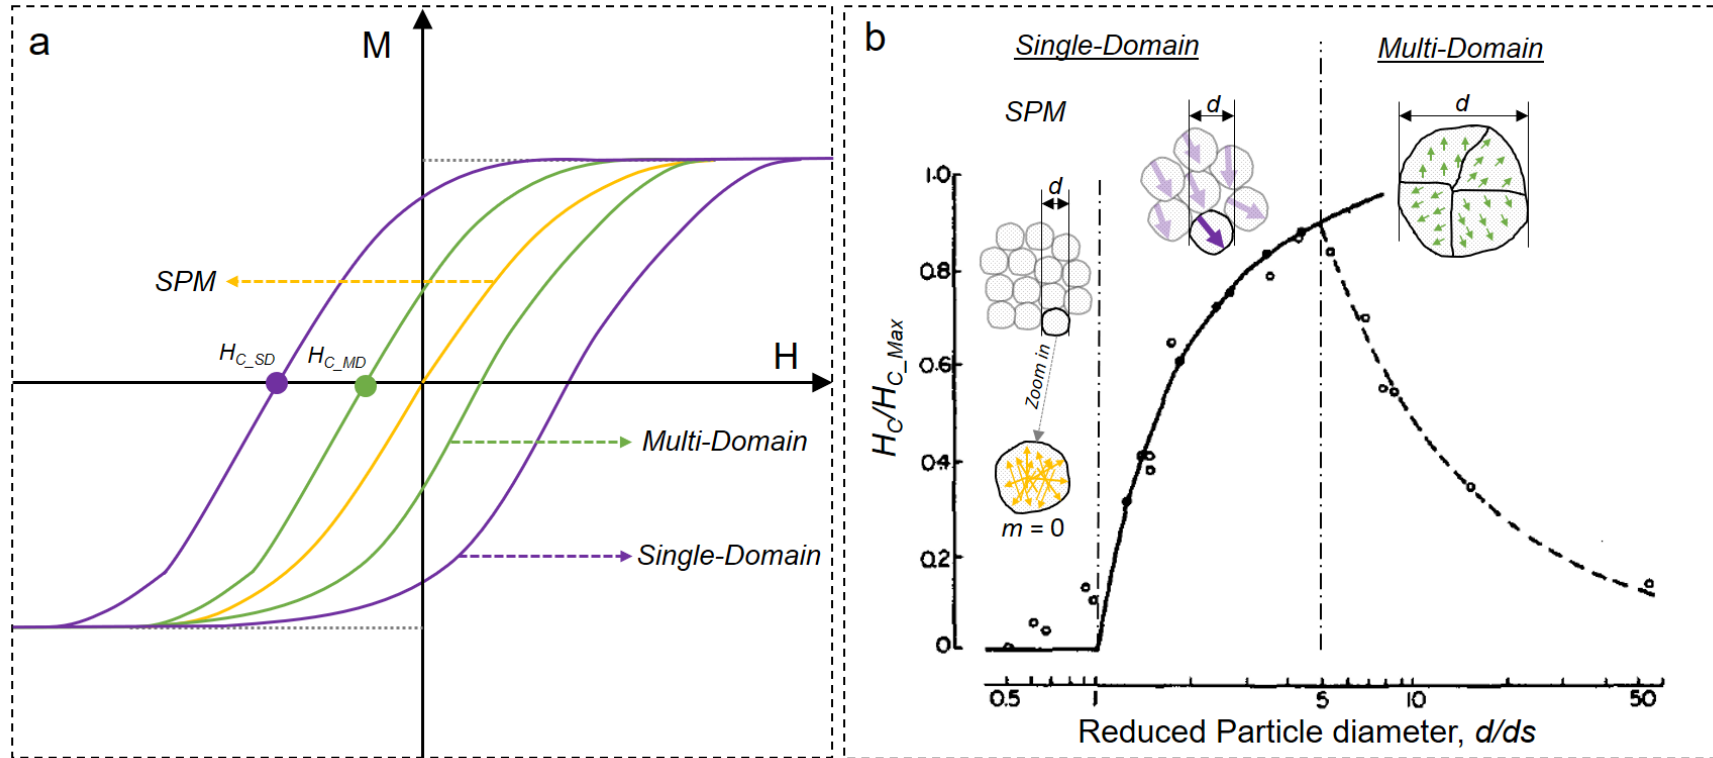 a
M
SPM
H_C_SD
H_C_MD
H
Multi-Domain
Single-Domain
b
Single-Domain
Multi-Domain
SPM
d
d
d
Zoom in
m = 0
H_C/H_C_Max
1.0
0.8
0.6
0.4
0.2
0
0.5
1
5
10
50
Reduced Particle diameter, d/ds